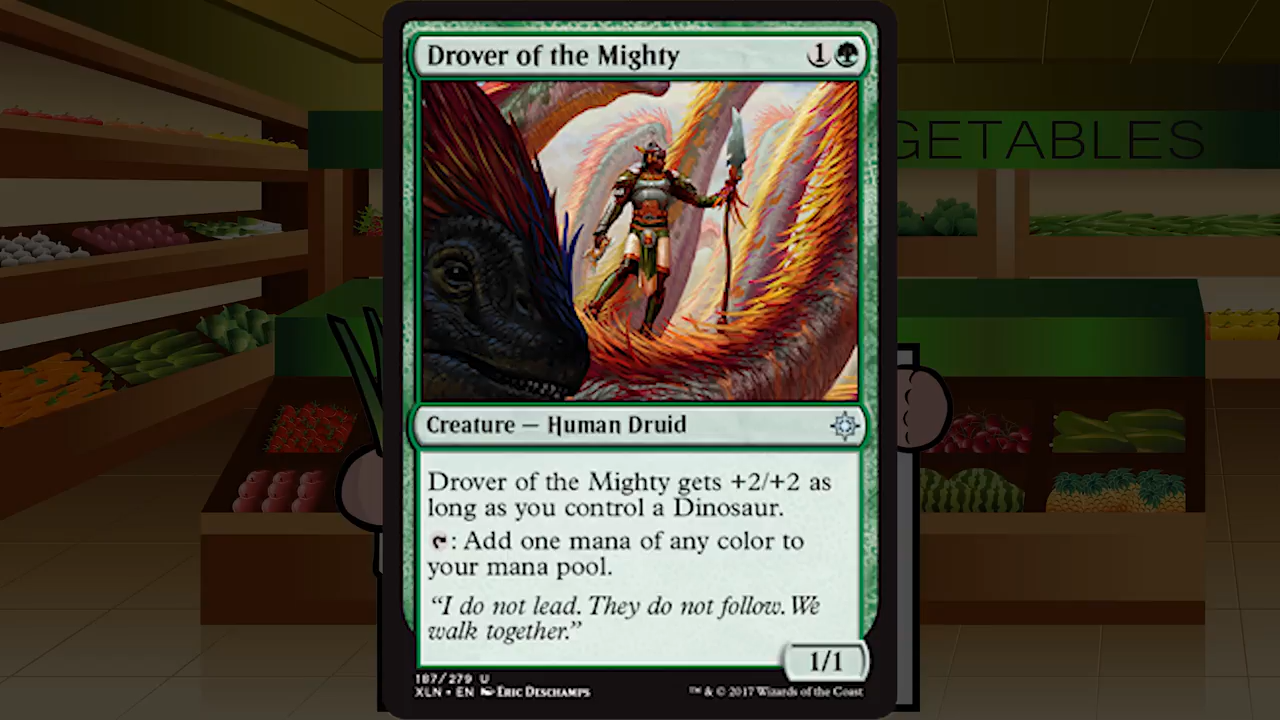 Drover of the Mighty 1
GETABLES
Creature — Human Druid
Drover of the Mighty gets +2/+2 as
long as you control a Dinosaur.
: Add one mana of any color to
your mana pool.
“I do not lead. They do not follow. We
walk together.”
1/1
187/279 U
XLN • EN Eric Deschamps
™ & © 2017 Wizards of the Coast